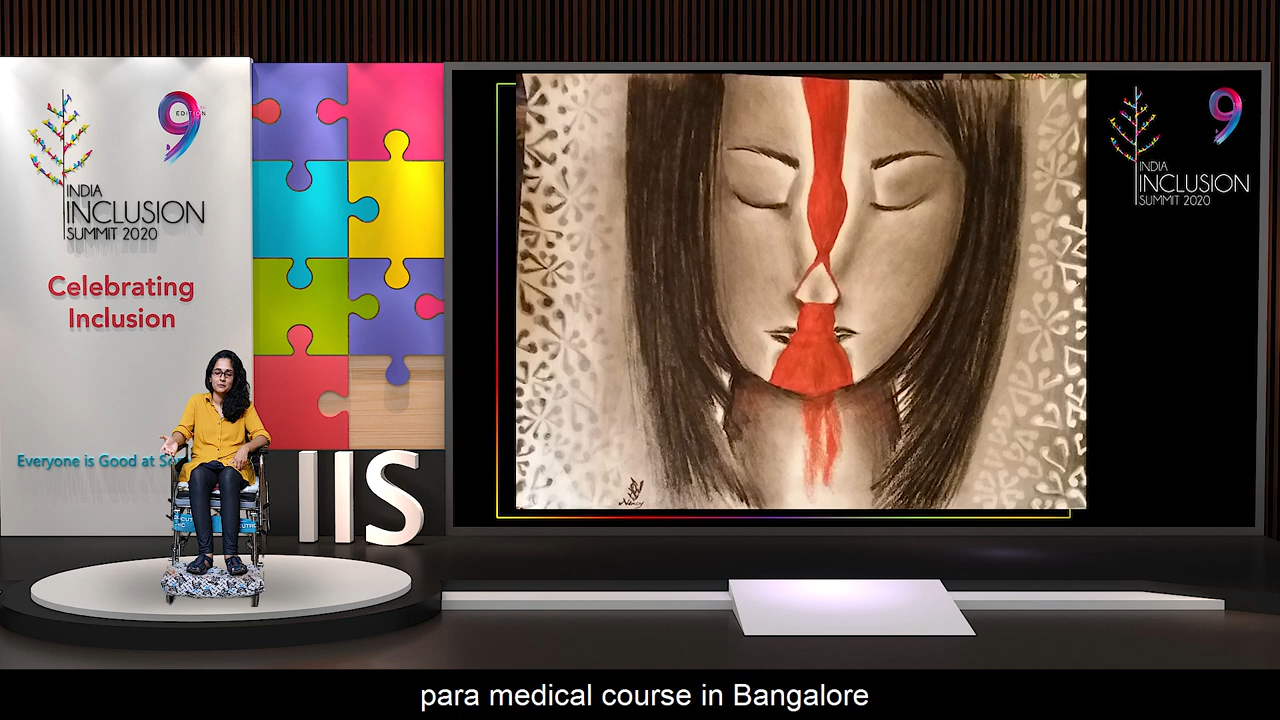 9
EDITION
INDIA
INCLUSION
SUMMIT 2020
Celebrating
Inclusion
Everyone is Good at
IIS
9
INDIA
INCLUSION
SUMMIT 2020
para medical course in Bangalore